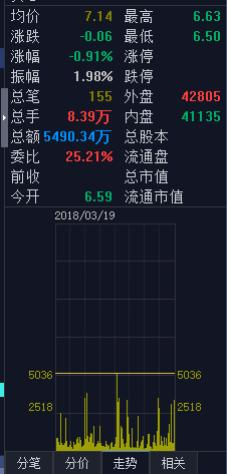 均价 7.14 最高 6.63
涨跌 -0.06 最低 6.50
涨幅 -0.91% 涨停
振幅 1.98% 跌停
总笔 155 外盘 42805
总手 8.39万 内盘 41135
总额 5490.34万 总股本
委比 25.21% 流通盘
前收 总市值
今开 6.59 流通市值
2018/03/19
5036 5036
2518 2518
分笔 分价 走势 相关